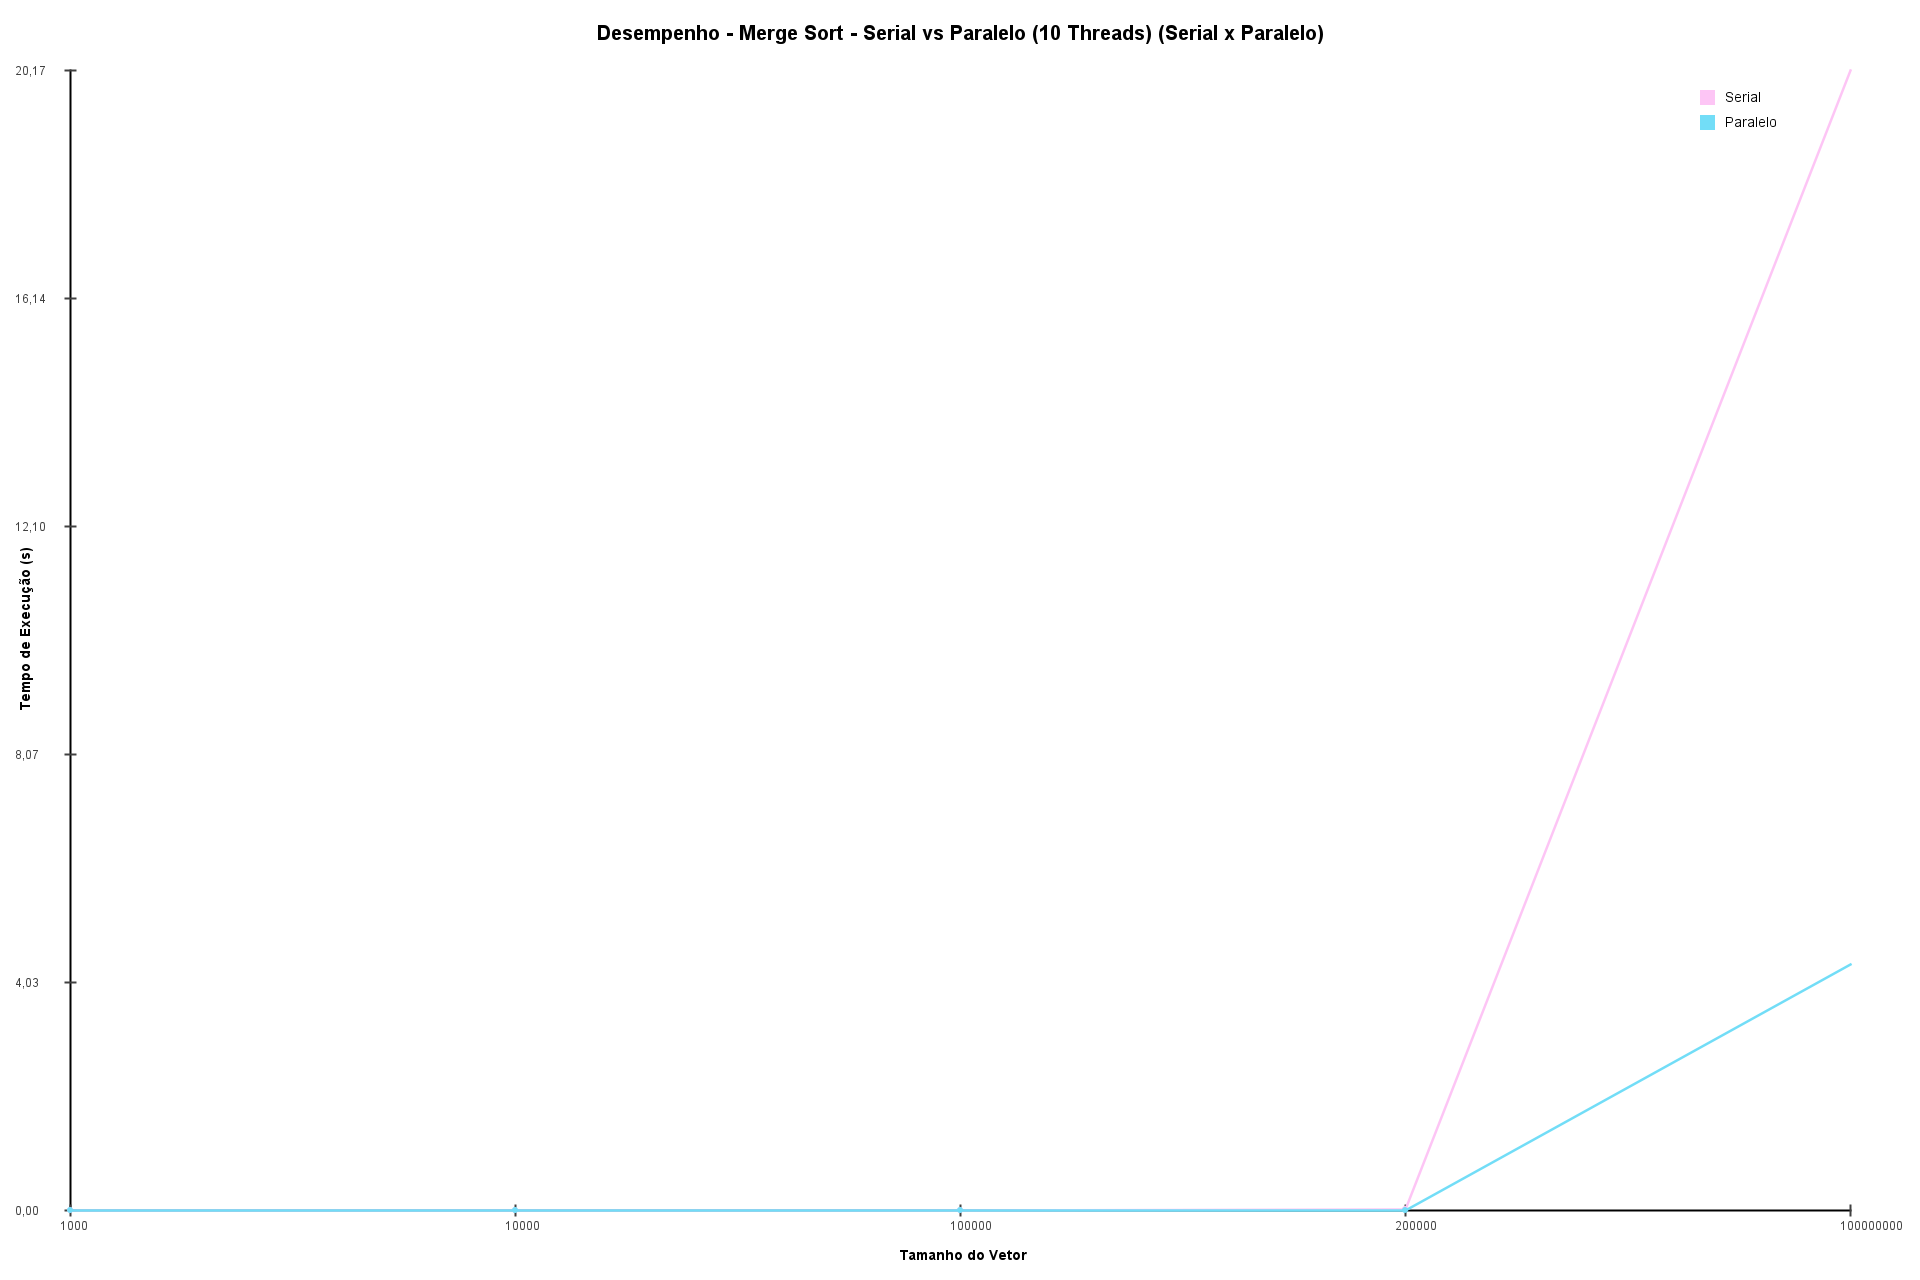 Desempenho - Merge Sort - Serial vs Paralelo (10 Threads) (Serial x Paralelo)
Serial
Paralelo
20,17
16,14
12,10
8,07
4,03
0,00
Tempo de Execução (s)
1000
10000
100000
200000
100000000
Tamanho do Vetor